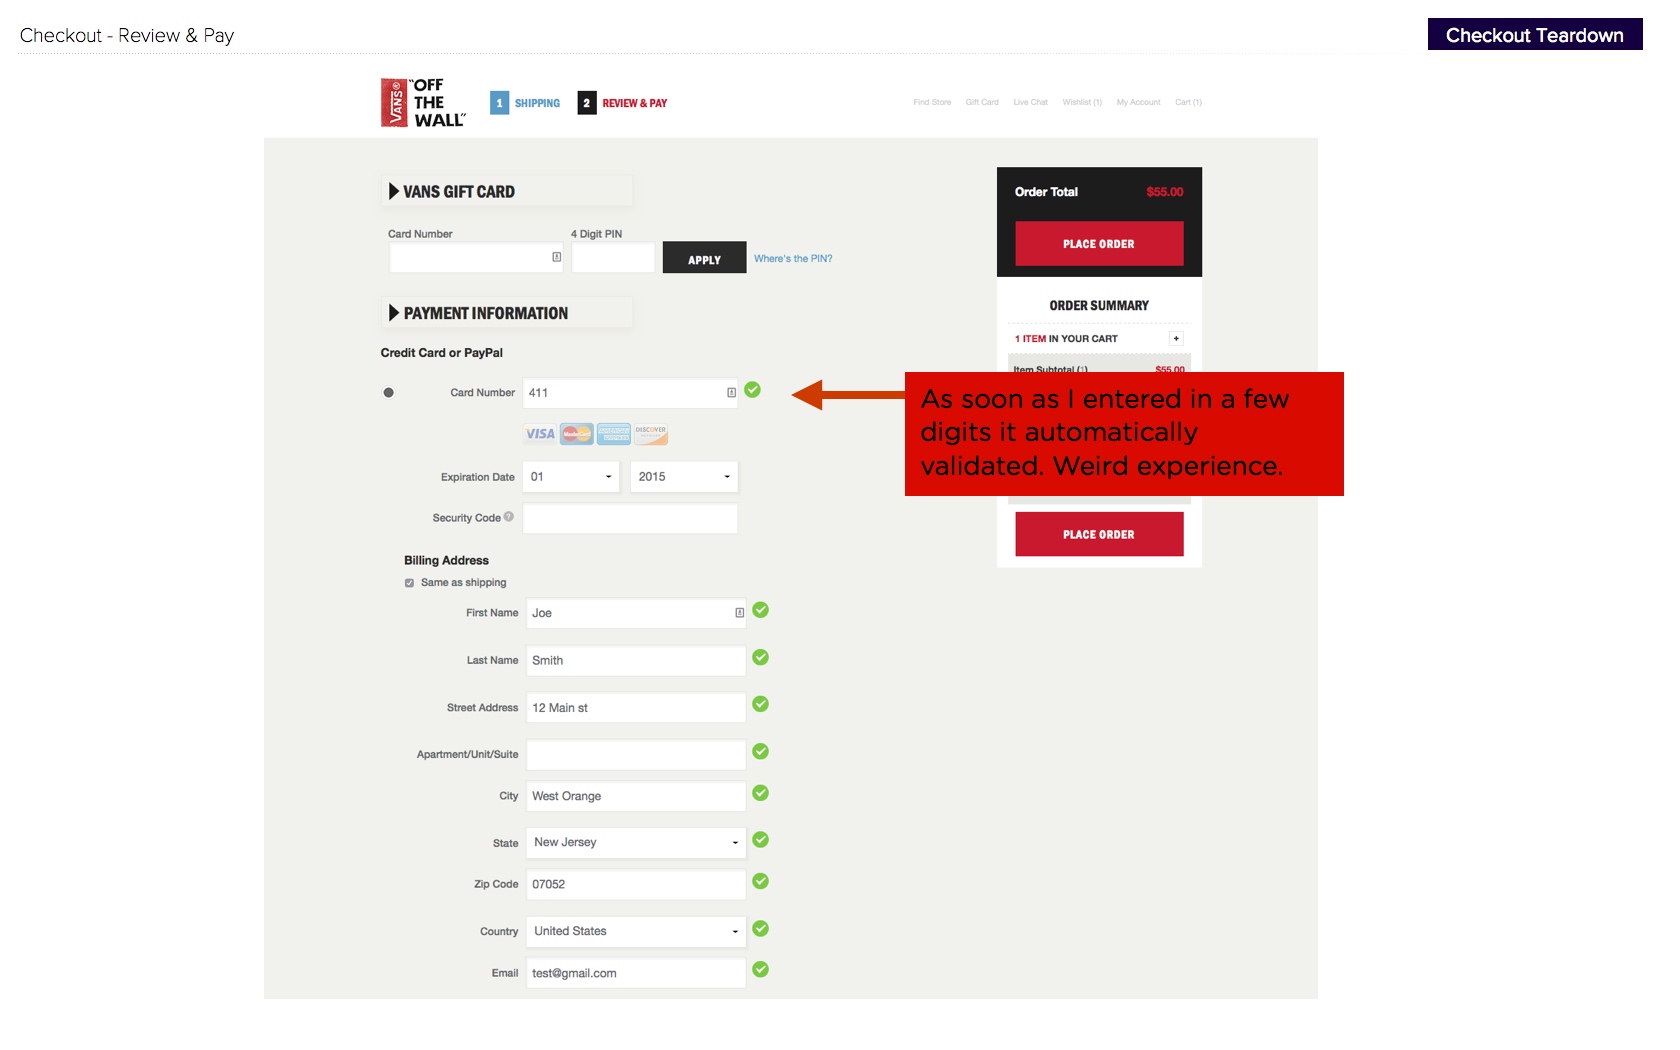 Checkout - Review & Pay
Checkout Teardown
VANS®
"OFF
THE
WALL"
1 SHIPPING 2 REVIEW & PAY
Find Store Gift Card Live Chat Wishlist (1) My Account Cart (1)
VANS GIFT CARD
Card Number 4 Digit PIN
APPLY Where's the PIN?
PAYMENT INFORMATION
Credit Card or PayPal
Card Number 411
VISA MasterCard AMERICAN EXPRESS DISCOVER
Expiration Date 01 2015
Security Code ?
Billing Address
Same as shipping
First Name Joe
Last Name Smith
Street Address 12 Main st
Apartment/Unit/Suite
City West Orange
State New Jersey
Zip Code 07052
Country United States
Email test@gmail.com
Order Total $55.00
PLACE ORDER
ORDER SUMMARY
1 ITEM IN YOUR CART +
Item Subtotal (1) $55.00
As soon as I entered in a few
digits it automatically
validated. Weird experience.
PLACE ORDER